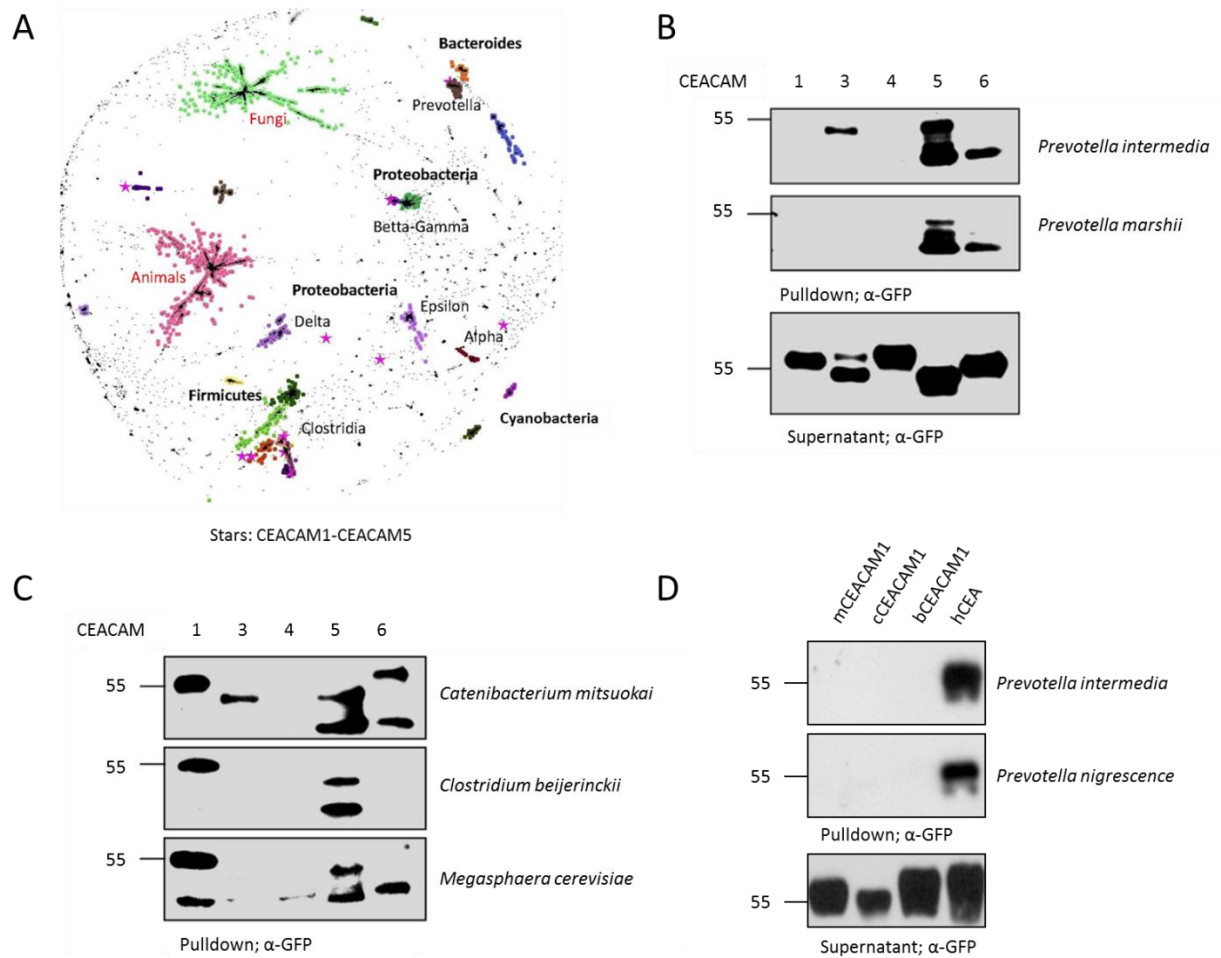 A
Bacteroides
Prevotella
Fungi
Proteobacteria
Betta-Gamma
Animals
Proteobacteria
Epsilon
Delta
Alpha
Firmicutes
Clostridia
Cyanobacteria
Stars: CEACAM1-CEACAM5
B
CEACAM 1 3 4 5 6
55 Prevotella intermedia
55 Prevotella marshii
Pulldown; α-GFP
55
Supernatant; α-GFP
C
CEACAM 1 3 4 5 6
55 Catenibacterium mitsuokai
55 Clostridium beijerinckii
55 Megasphaera cerevisiae
Pulldown; α-GFP
D
mCEACAM1 cCEACAM1 bCEACAM1 hCEA
55 Prevotella intermedia
55 Prevotella nigrescence
Pulldown; α-GFP
55
Supernatant; α-GFP